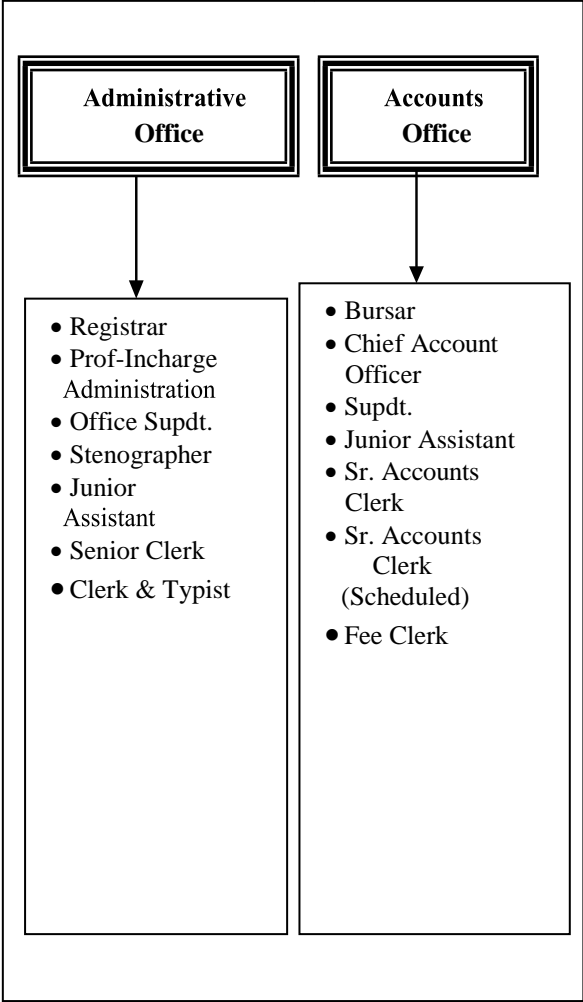 Administrative
Office
Accounts
Office
• Registrar
• Prof-Incharge
Administration
• Office Supdt.
• Stenographer
• Junior
Assistant
• Senior Clerk
• Clerk & Typist
• Bursar
• Chief Account
Officer
• Supdt.
• Junior Assistant
• Sr. Accounts
Clerk
• Sr. Accounts
Clerk
(Scheduled)
• Fee Clerk